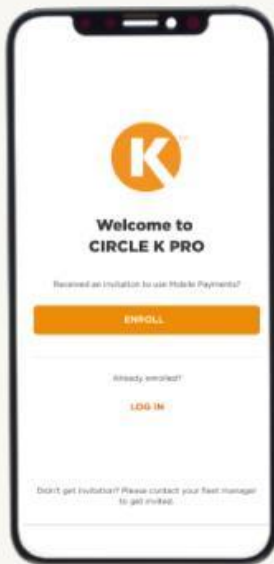 K
Welcome to
CIRCLE K PRO
Received an invitation to use Mobile Payments?
ENROLL
Already enrolled?
LOG IN
Didn't get invitation? Please contact your fleet manager
to get invited.